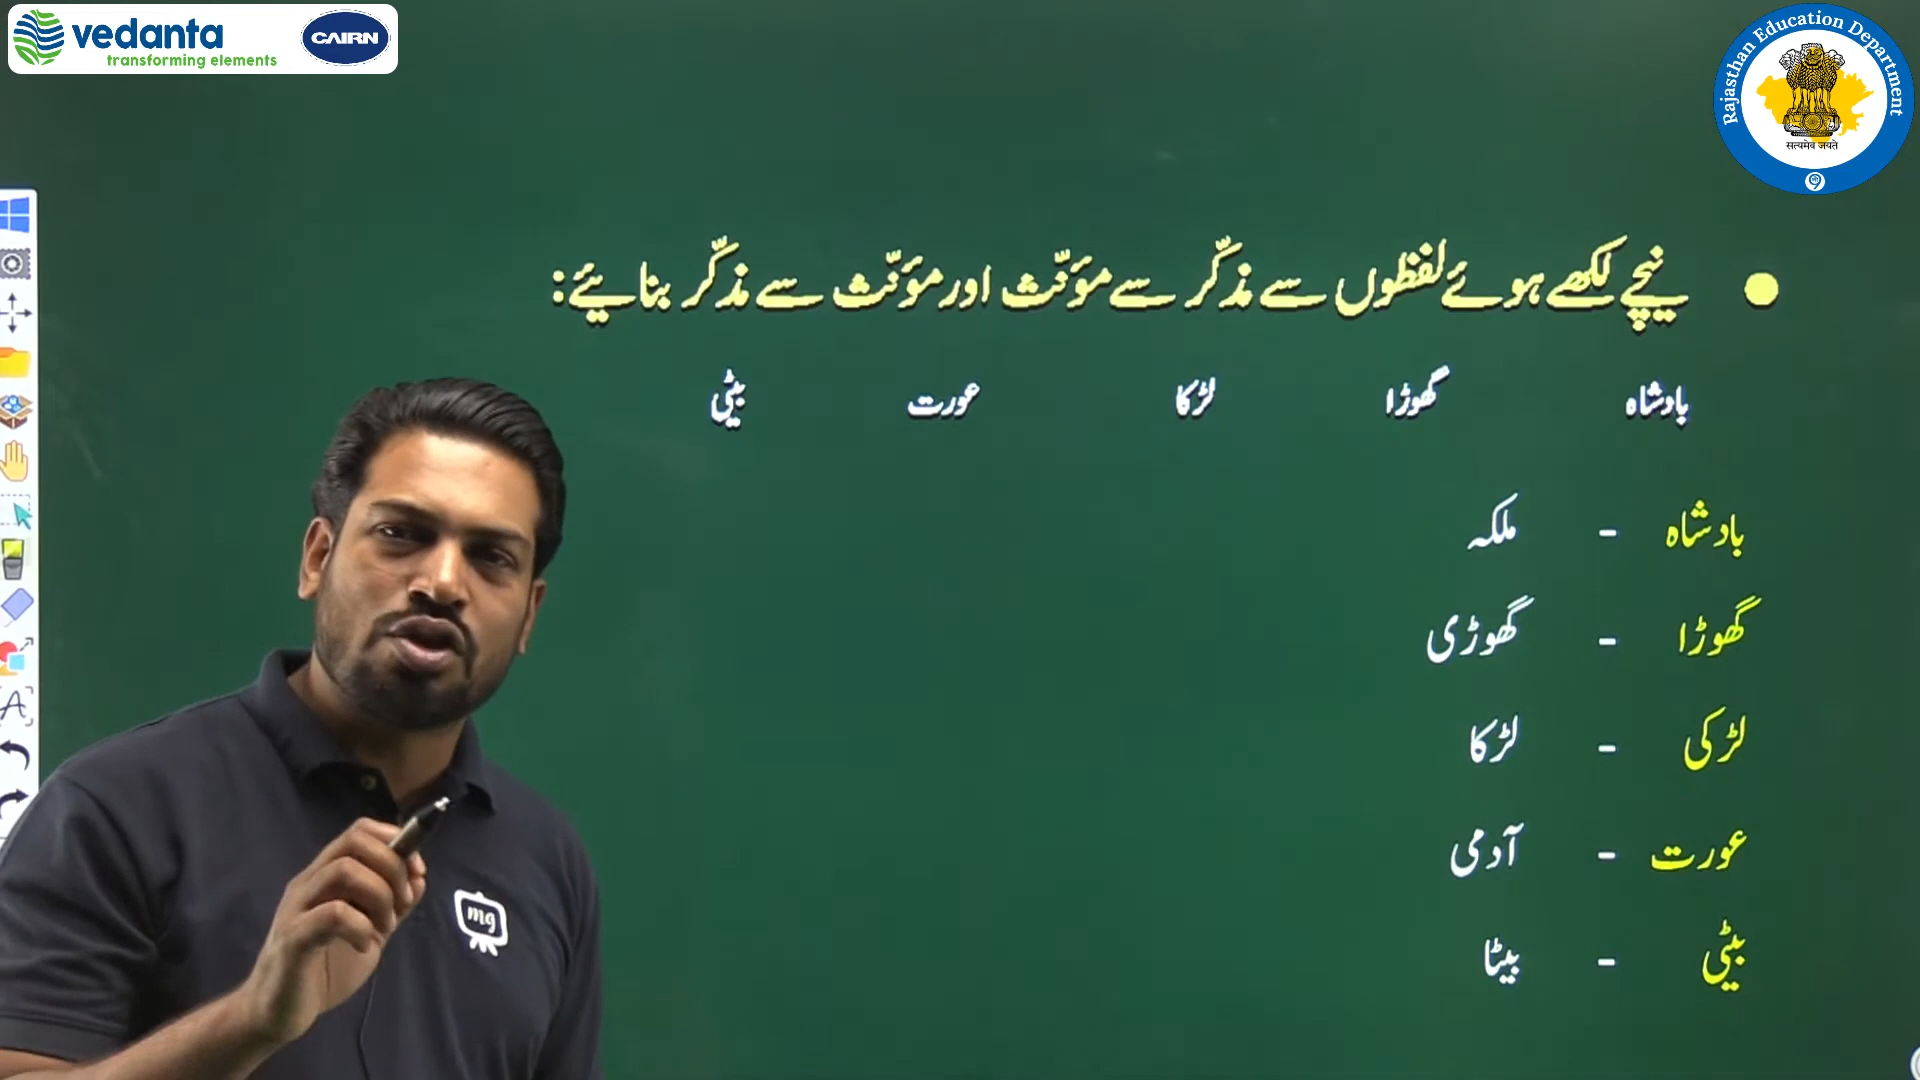 vedanta
transforming elements
CAIRN
Rajasthan Education Department
सत्यमेव जयते
نیچے لکھے ہوئے لفظوں سے مذکّر سے مؤنّث اور مؤنّث سے مذکّر بنائیے:
بادشاہ گھوڑا لڑکا عورت بیٹی
بادشاہ - ملکہ
گھوڑا - گھوڑی
لڑکی - لڑکا
عورت - آدمی
بیٹی - بیٹا
mg